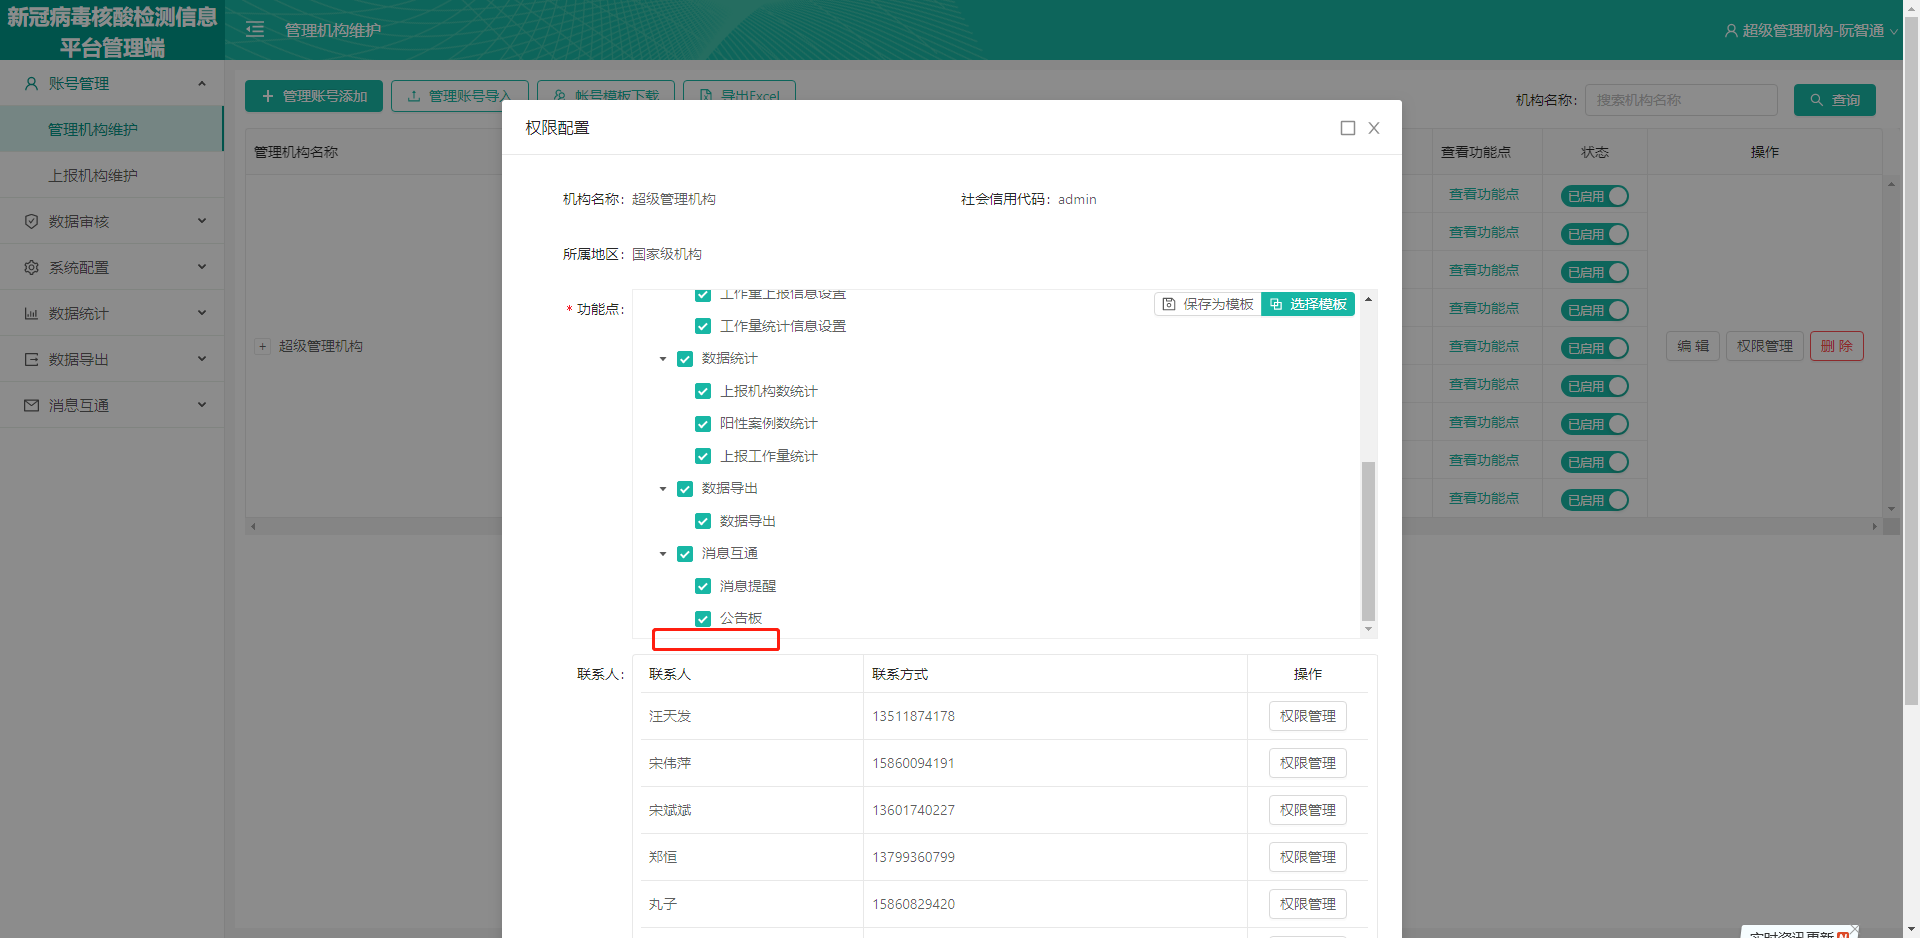 新冠病毒核酸检测信息
平台管理端
管理机构维护
超级管理机构-阮智通
账号管理
管理机构维护
上报机构维护
数据审核
系统配置
数据统计
数据导出
消息互通
管理账号添加
管理账号导入
帐号模板下载
导出Excel
机构名称：
搜索机构名称
查询
管理机构名称
查看功能点
状态
操作
超级管理机构
查看功能点
已启用
查看功能点
已启用
查看功能点
已启用
查看功能点
已启用
查看功能点
已启用
查看功能点
已启用
查看功能点
已启用
查看功能点
已启用
查看功能点
已启用
编 辑
权限管理
删 除
权限配置
机构名称：超级管理机构
社会信用代码：admin
所属地区：国家级机构
* 功能点：
工作量上报信息设置
保存为模板
选择模板
工作量统计信息设置
数据统计
上报机构数统计
阳性案例数统计
上报工作量统计
数据导出
数据导出
消息互通
消息提醒
公告板
联系人：
联系人 联系方式 操作
汪天发 13511874178 权限管理
宋伟萍 15860094191 权限管理
宋斌斌 13601740227 权限管理
郑恒 13799360799 权限管理
丸子 15860829420 权限管理
实时资讯更新